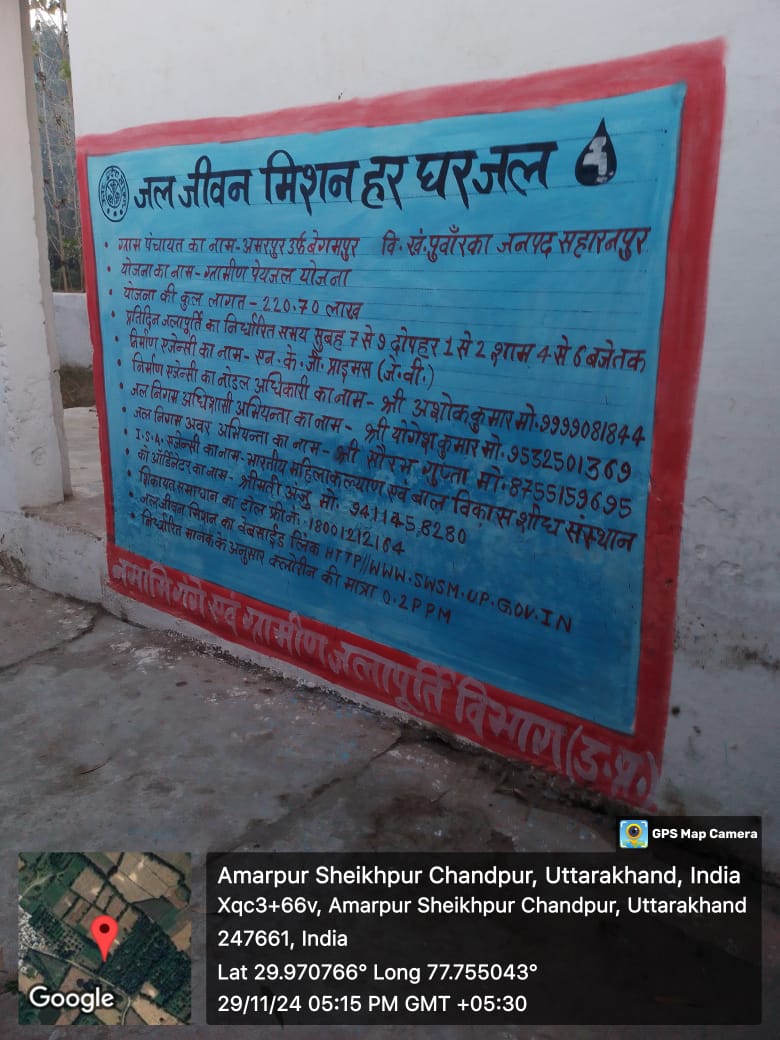 जल जीवन मिशन हर घर जल
• ग्राम पंचायत का नाम- अमरपुर उर्फ बेगमपुर वि.खं.पुवाँरका जनपद सहारनपुर
• योजना का नाम- ग्रामीण पेयजल योजना
• योजना की कुल लागत- 220.70 लाख
• प्रतिदिन जलापूर्ति का निर्धारित समय सुबह 7 से 9 दोपहर 1 से 2 शाम 4 से 6 बजे तक
• निर्माण एजेन्सी का नाम- एन.के.जी. प्राइमस (जे.वी.)
• निर्माण एजेन्सी का नोडल अधिकारी का नाम- श्री अशोक कुमार मो.9999081844
• जल निगम अधिशासी अभियन्ता का नाम- श्री योगेश कुमार मो.9532501369
• जल निगम अवर अभियन्ता का नाम- श्री सौरभ गुप्ता मो.8755159695
• I.S.A. एजेन्सी का नाम- भारतीय महिला कल्याण एवं बाल विकास शोध संस्थान
• को ऑर्डिनेटर का नाम- श्रीमती अंजु मो. 9411458280
• शिकायत समाधान का टोल फ्री नं. 18001212164
• जलजीवन मिशन का वेबसाईड लिंक HTTP//WWW.SWSM.UP.GOV.IN
• निर्धारित मानक के अनुसार क्लोरीन की मात्रा 0.2PPM
नमामि गंगे एवं ग्रामीण जलापूर्ति विभाग (उ.प्र.)
GPS Map Camera
Amarpur Sheikhpur Chandpur, Uttarakhand, India
Xqc3+66v, Amarpur Sheikhpur Chandpur, Uttarakhand
247661, India
Lat 29.970766° Long 77.755043°
29/11/24 05:15 PM GMT +05:30
Google